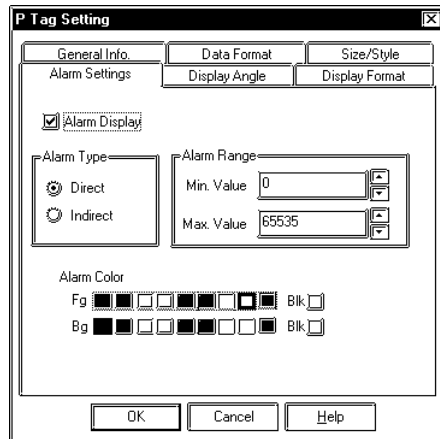 P Tag Setting
General Info. Data Format Size/Style
Alarm Settings Display Angle Display Format
Alarm Display
Alarm Type Alarm Range
Direct Min. Value 0
Indirect Max. Value 65535
Alarm Color
Fg Blk
Bg Blk
OK Cancel Help